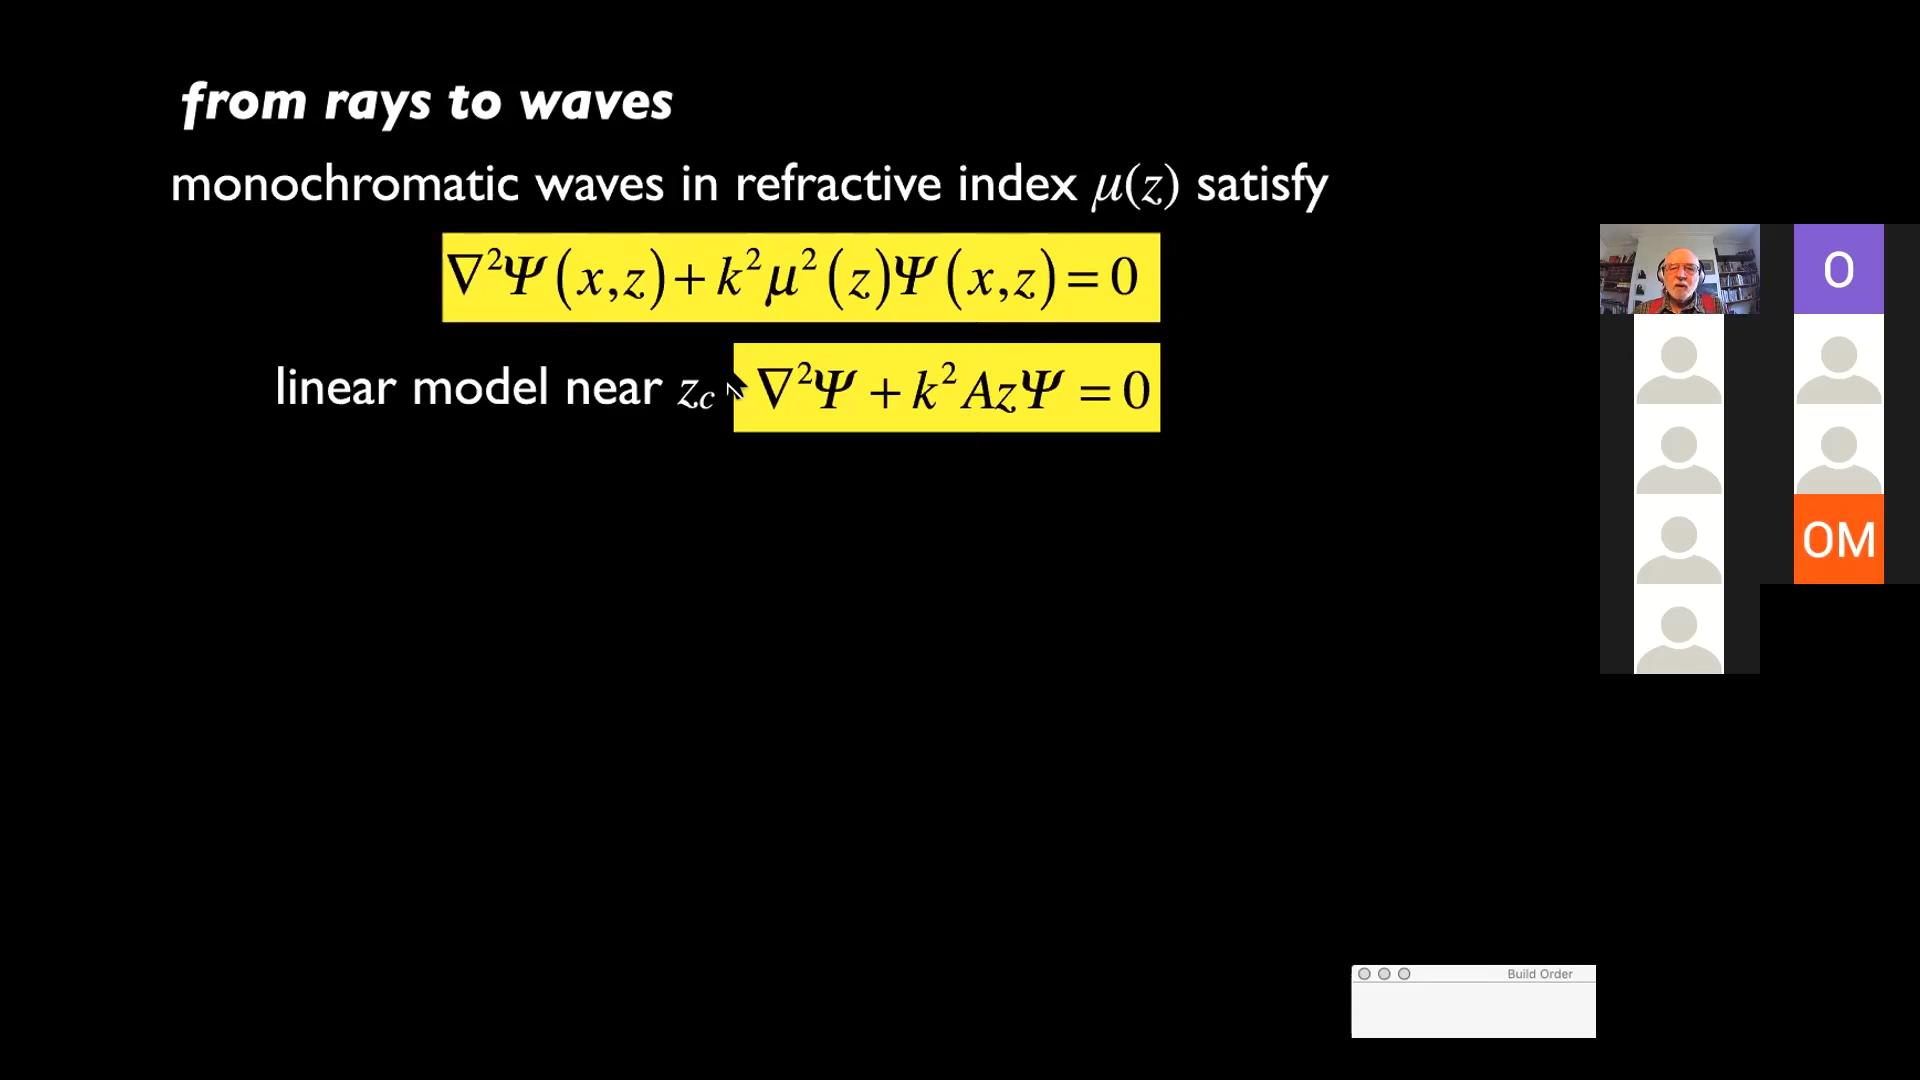 from rays to waves
monochromatic waves in refractive index μ(z) satisfy
∇²Ψ(x,z)+k²μ²(z)Ψ(x,z)=0
linear model near z_c ∇²Ψ + k²AzΨ = 0
O
OM
Build Order